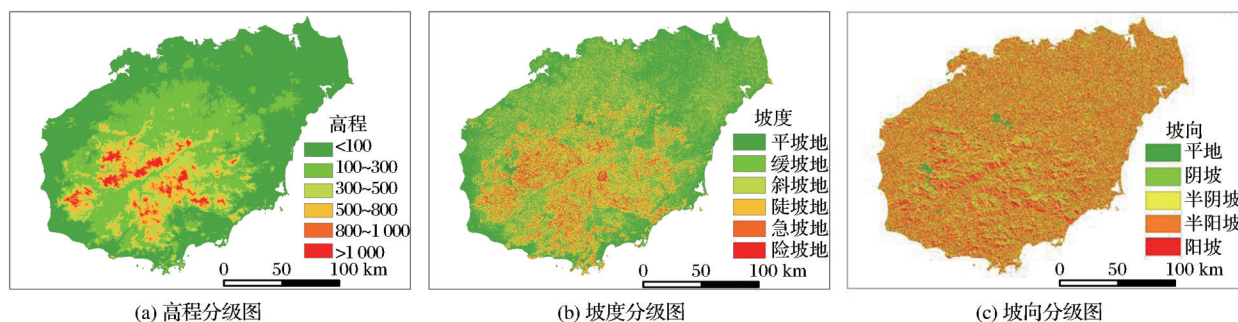 高程
<100
100~300
300~500
500~800
800~1 000
>1 000
0 50 100 km
(a) 高程分级图
坡度
平坡地
缓坡地
斜坡地
陡坡地
急坡地
险坡地
0 50 100 km
(b) 坡度分级图
坡向
平地
阴坡
半阴坡
半阳坡
阳坡
0 50 100 km
(c) 坡向分级图